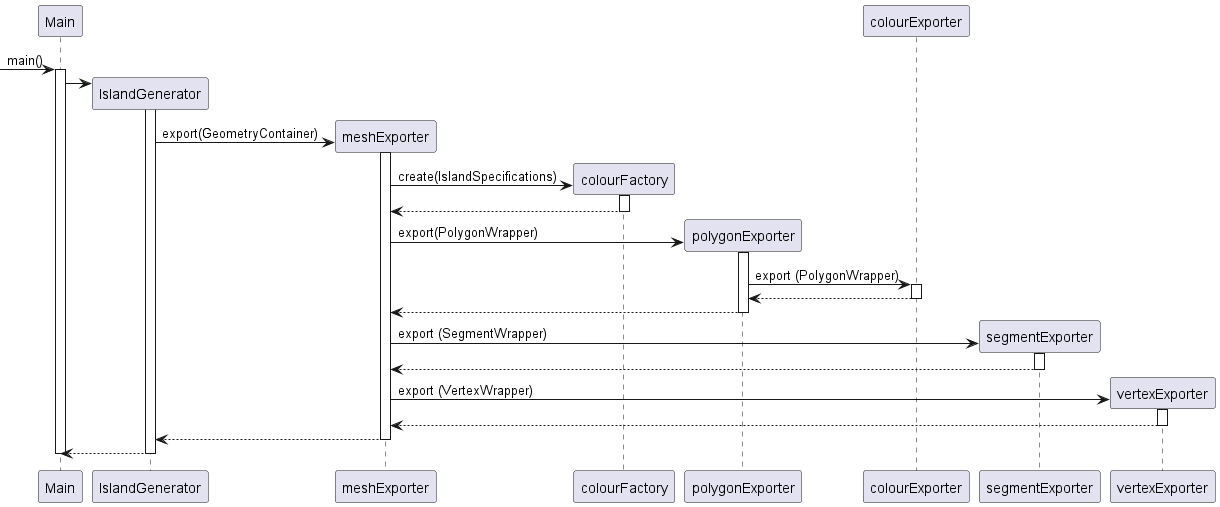 Main
colourExporter
main()
IslandGenerator
export(GeometryContainer)
meshExporter
create(IslandSpecifications)
colourFactory
export(PolygonWrapper)
polygonExporter
export (PolygonWrapper)
export (SegmentWrapper)
segmentExporter
export (VertexWrapper)
vertexExporter
Main
IslandGenerator
meshExporter
colourFactory
polygonExporter
colourExporter
segmentExporter
vertexExporter